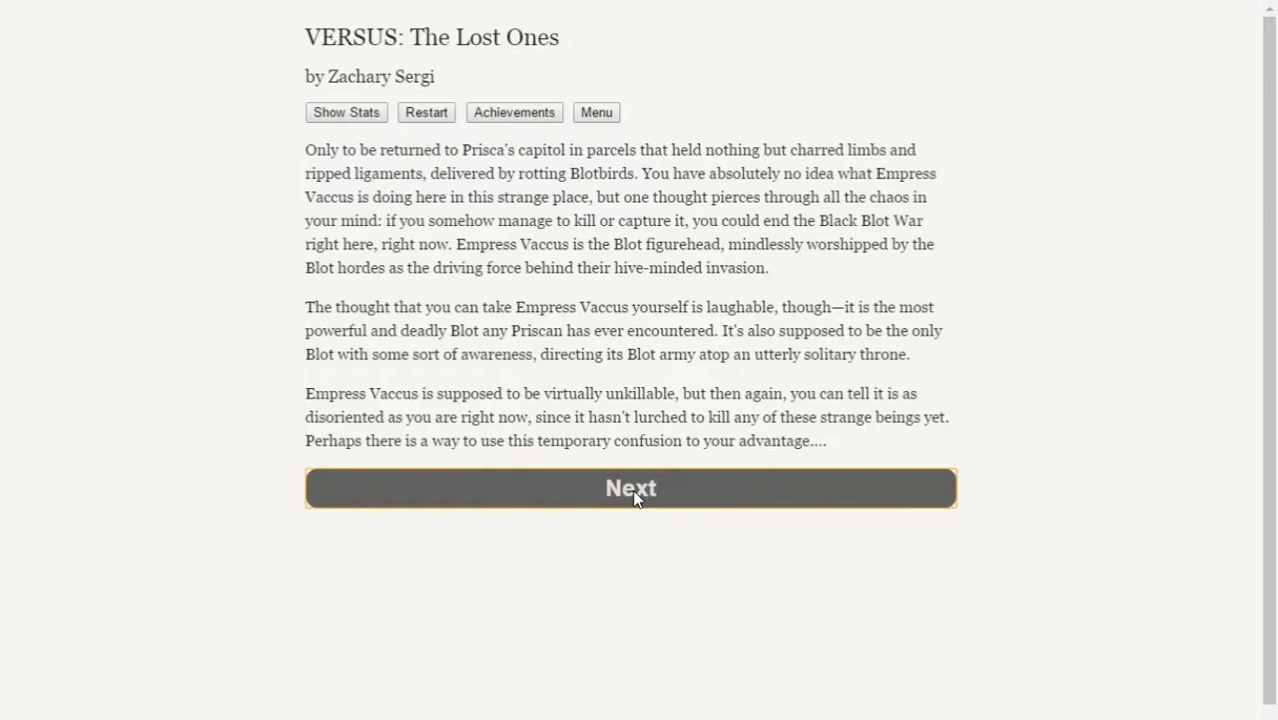 VERSUS: The Lost Ones
by Zachary Sergi
Show Stats Restart Achievements Menu
Only to be returned to Prisca's capitol in parcels that held nothing but charred limbs and
ripped ligaments, delivered by rotting Blotbirds. You have absolutely no idea what Empress
Vaccus is doing here in this strange place, but one thought pierces through all the chaos in
your mind: if you somehow manage to kill or capture it, you could end the Black Blot War
right here, right now. Empress Vaccus is the Blot figurehead, mindlessly worshipped by the
Blot hordes as the driving force behind their hive-minded invasion.
The thought that you can take Empress Vaccus yourself is laughable, though—it is the most
powerful and deadly Blot any Priscan has ever encountered. It's also supposed to be the only
Blot with some sort of awareness, directing its Blot army atop an utterly solitary throne.
Empress Vaccus is supposed to be virtually unkillable, but then again, you can tell it is as
disoriented as you are right now, since it hasn't lurched to kill any of these strange beings yet.
Perhaps there is a way to use this temporary confusion to your advantage....
Next